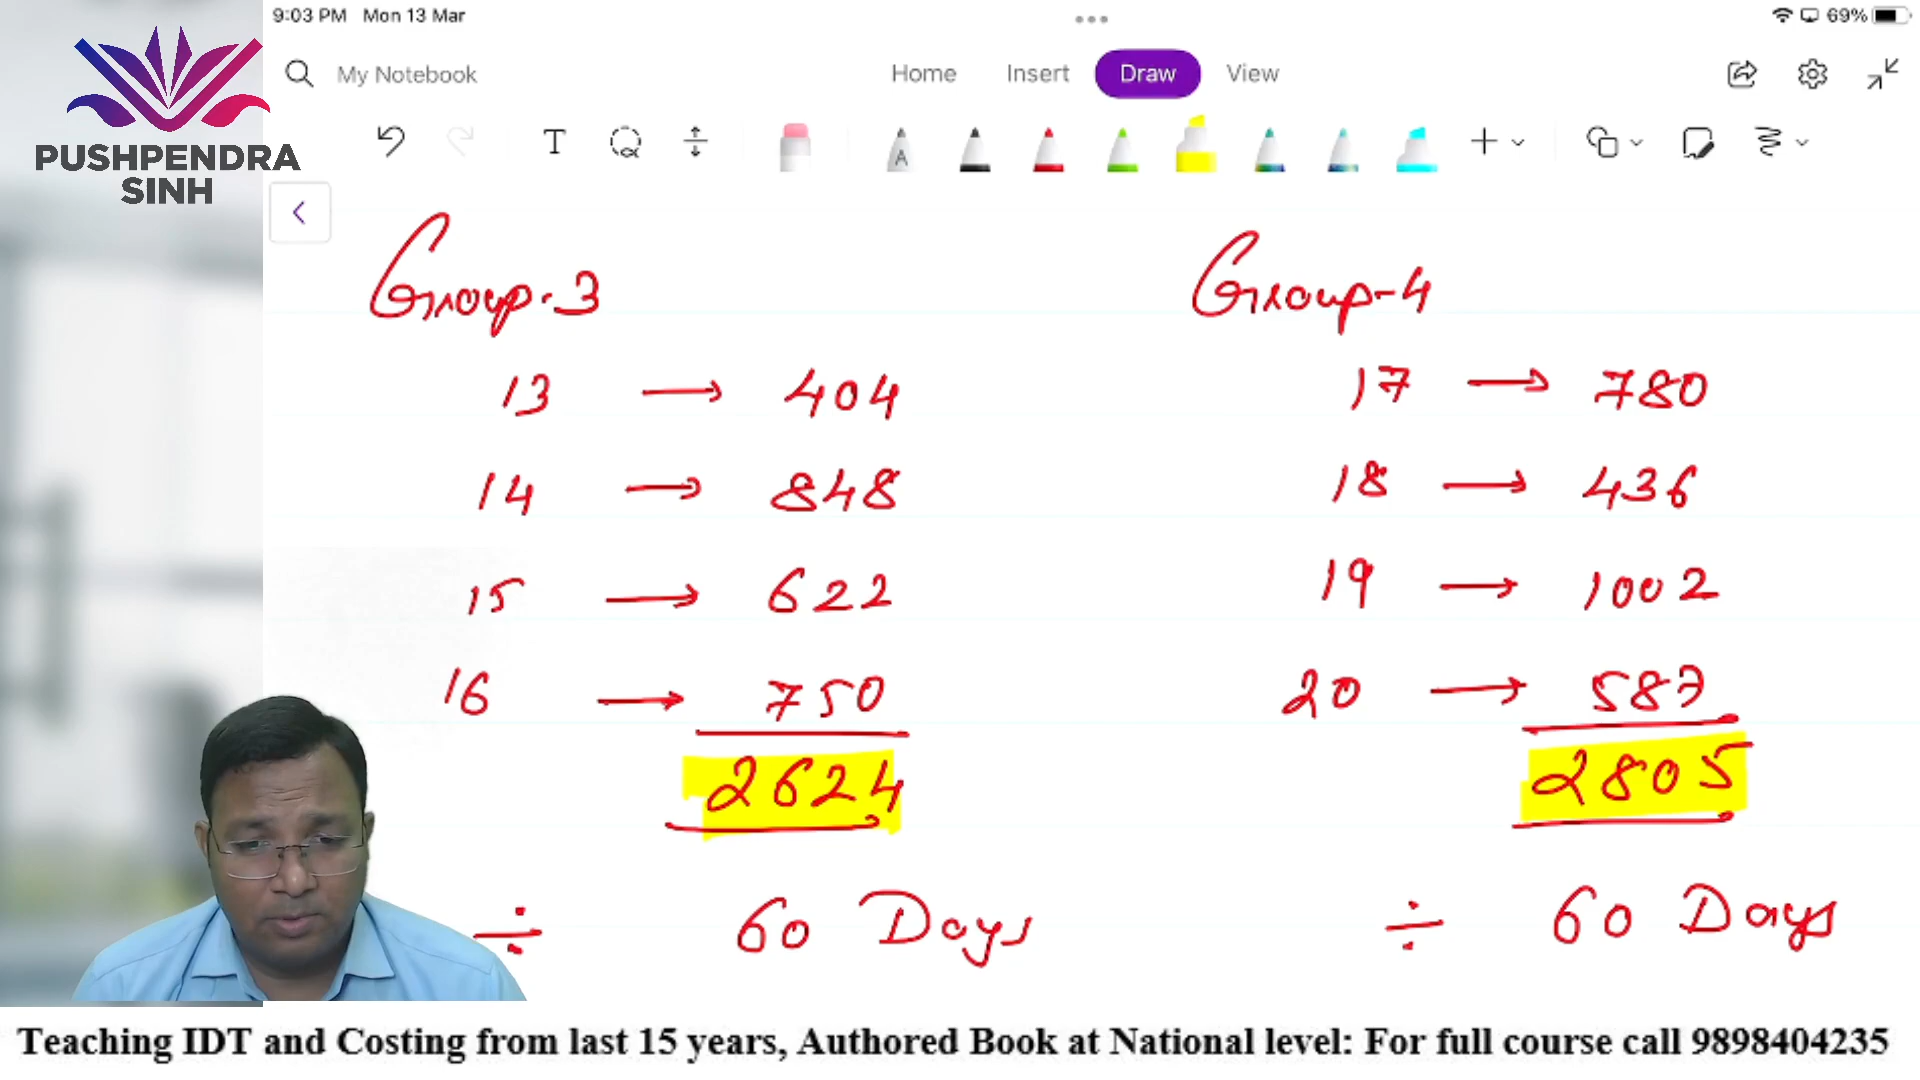 9:03 PM Mon 13 Mar
69%
PUSHPENDRA
SINH
My Notebook
Home Insert Draw View
T
A
Group-3
13 → 404
14 → 848
15 → 622
16 → 750
2624
÷ 60 Days
Group-4
17 → 780
18 → 436
19 → 1002
20 → 587
2805
÷ 60 Days
Teaching IDT and Costing from last 15 years, Authored Book at National level: For full course call 9898404235